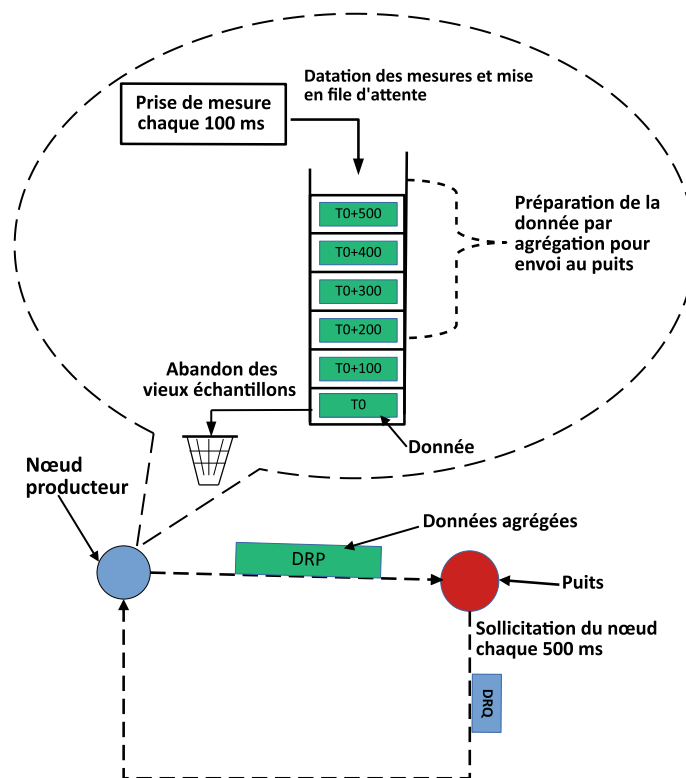 Datation des mesures et mise
en file d'attente
Prise de mesure
chaque 100 ms
T0+500
T0+400
T0+300
T0+200
T0+100
T0
Préparation de la
donnée par
agrégation pour
envoi au puits
Abandon des
vieux échantillons
Donnée
Nœud
producteur
Données agrégées
DRP
Puits
Sollicitation du nœud
chaque 500 ms
DRQ